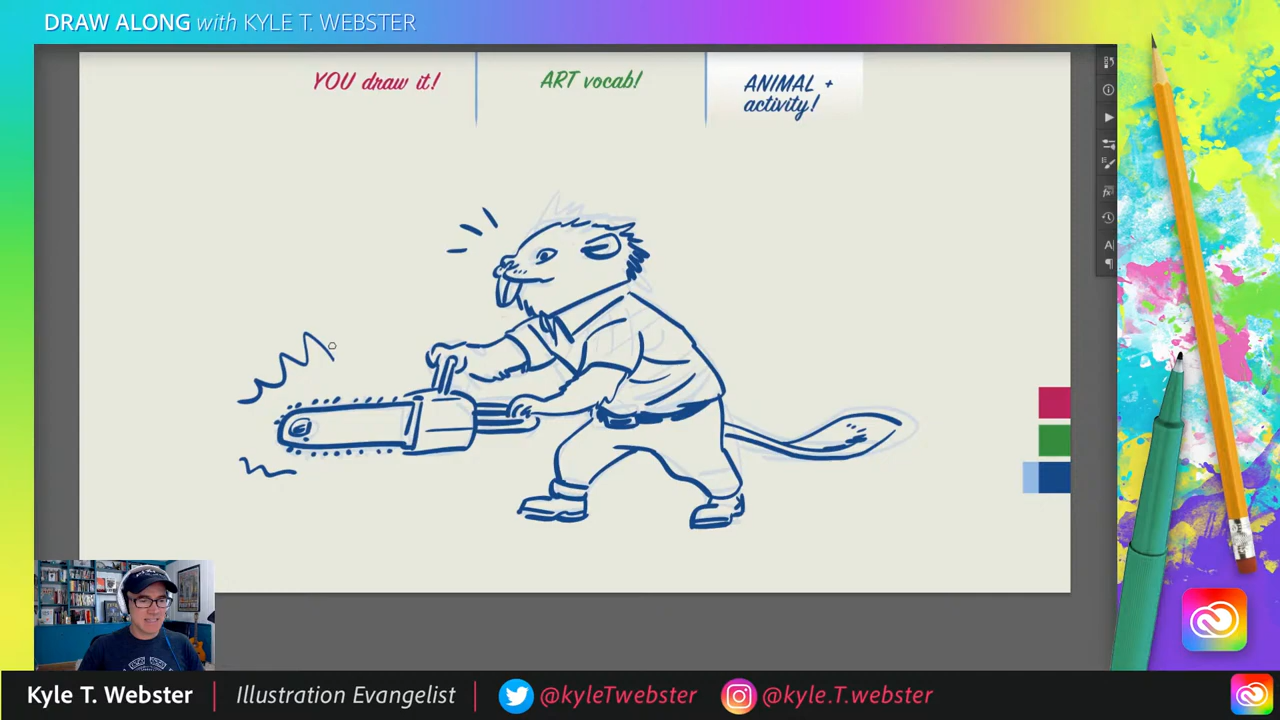 DRAW ALONG with KYLE T. WEBSTER
YOU draw it!
ART vocab!
ANIMAL +
activity!
Kyle T. Webster | Illustration Evangelist | @kyleTwebster @kyle.T.webster